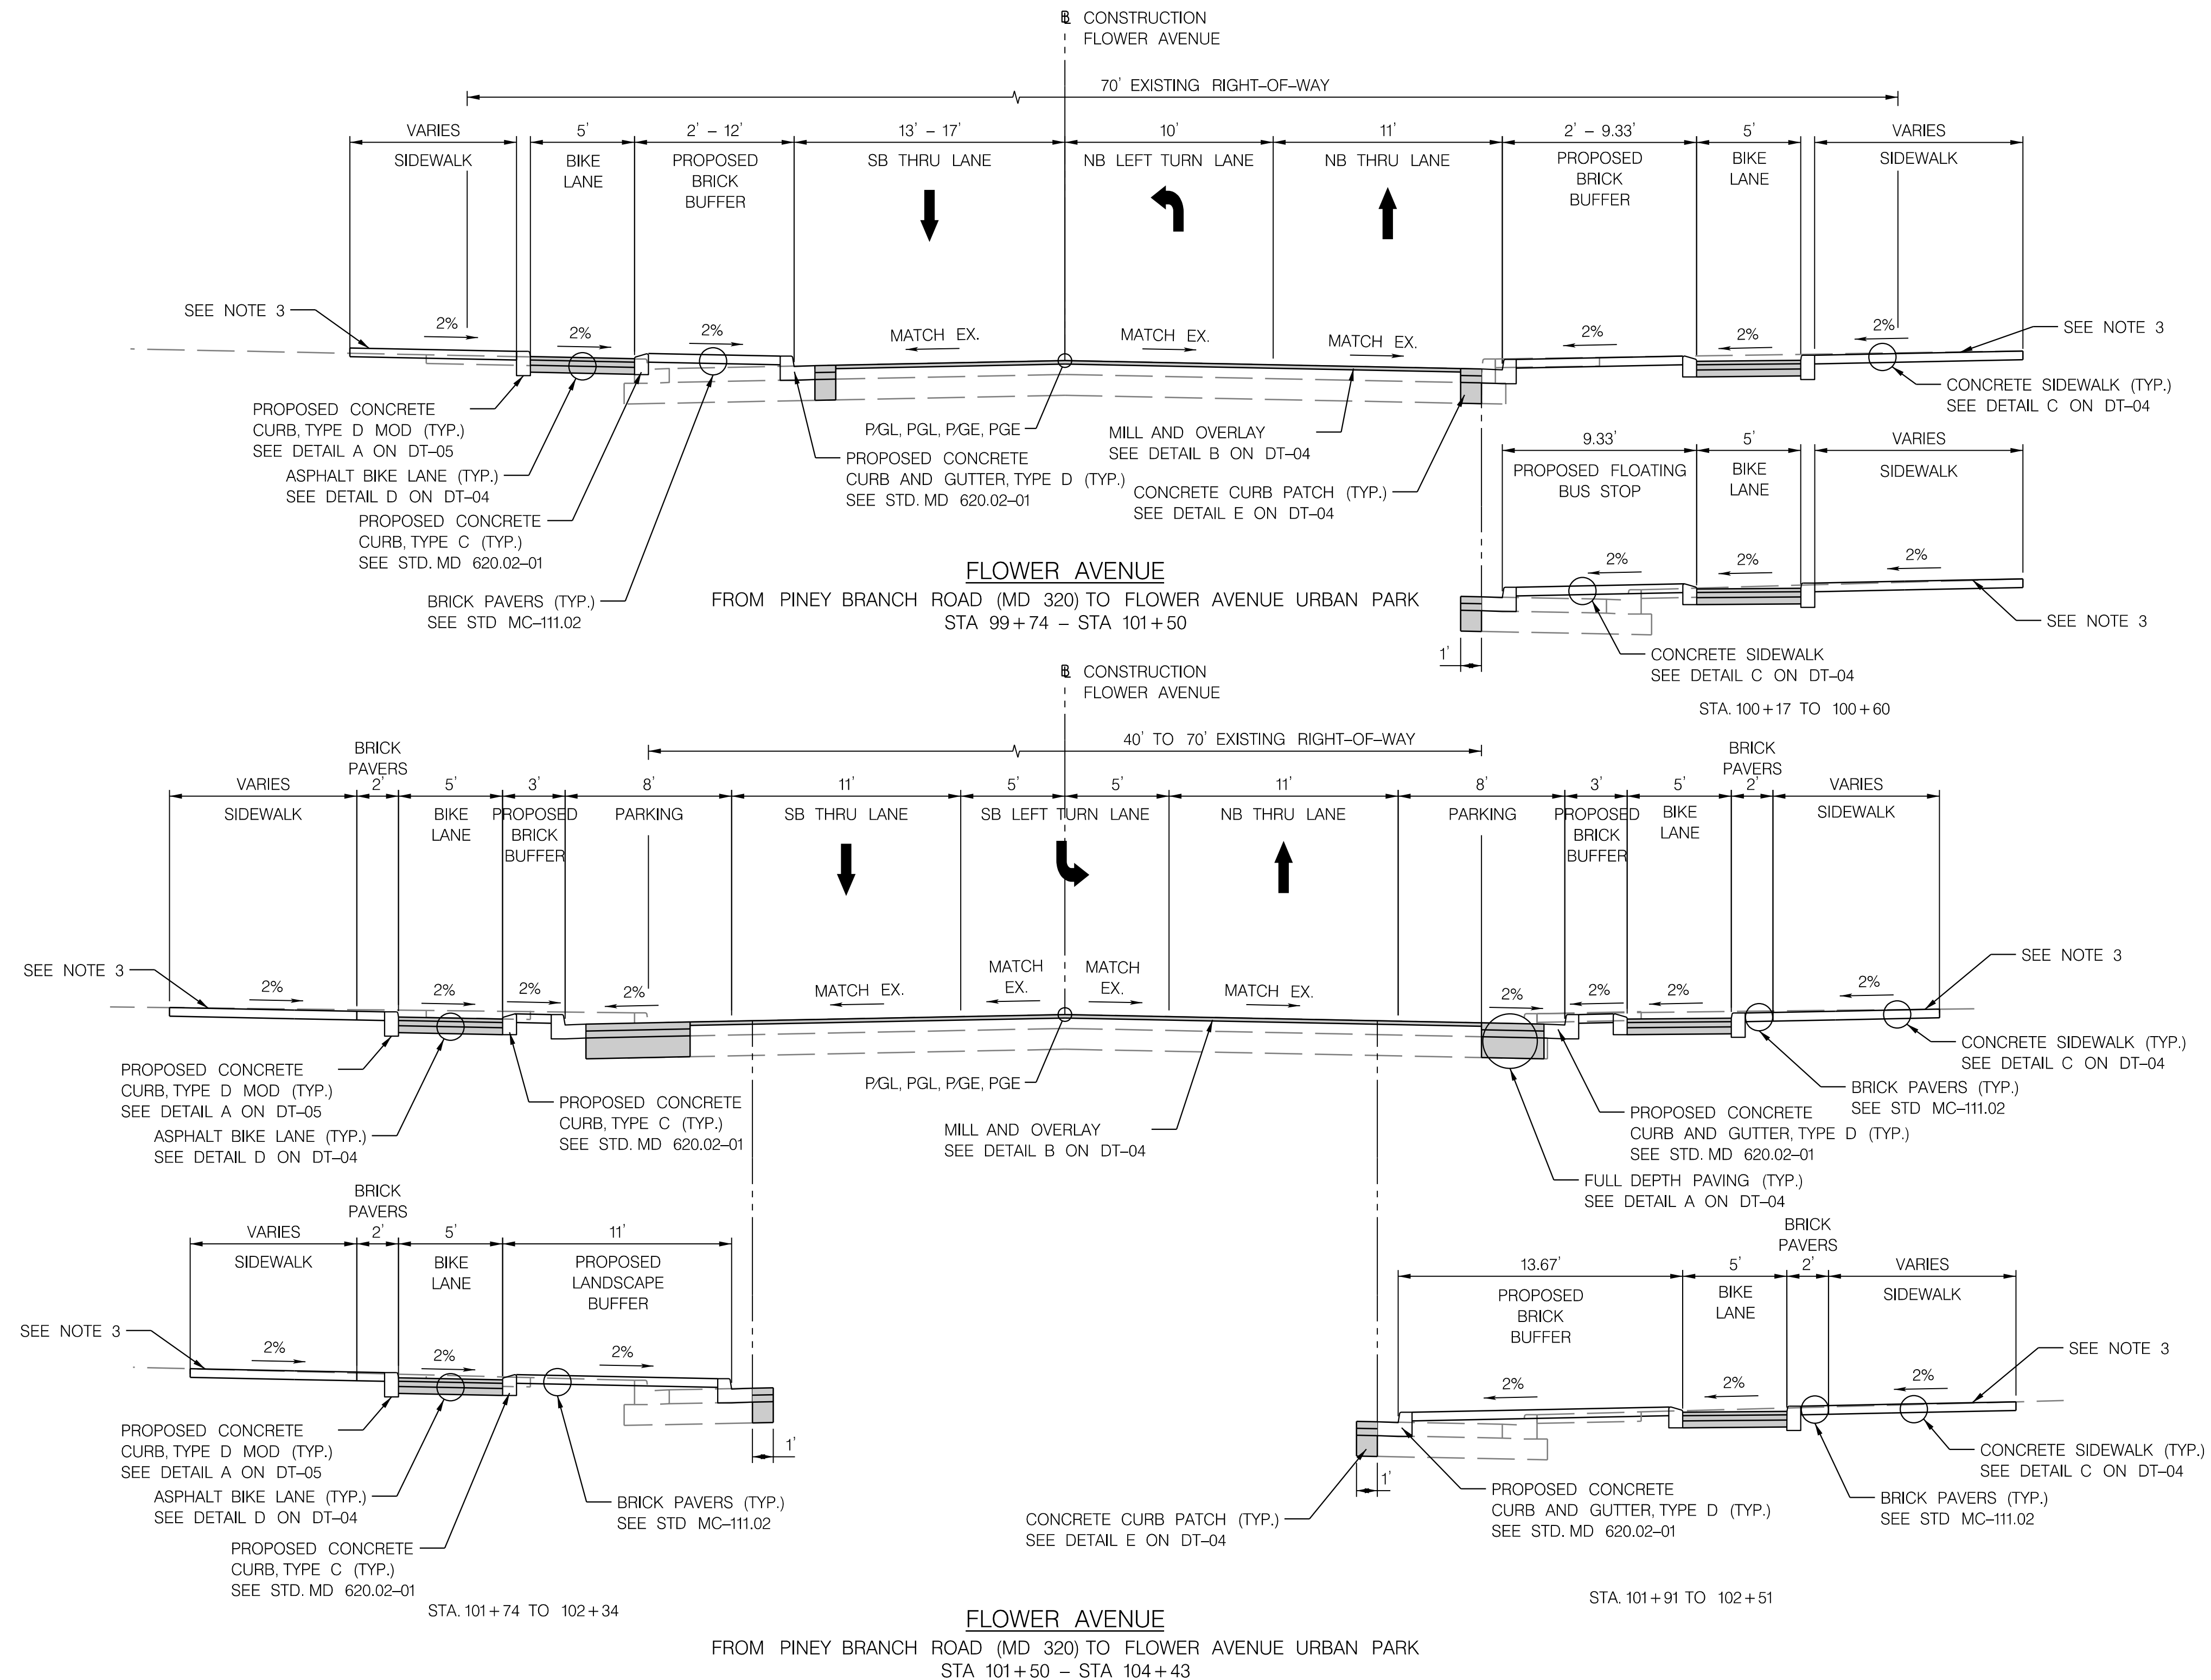 ℄ CONSTRUCTION
FLOWER AVENUE
70' EXISTING RIGHT–OF–WAY
VARIES 5' 2' – 12' 13' – 17' 10' 11' 2' – 9.33' 5' VARIES
SIDEWALK
BIKE
LANE
PROPOSED
BRICK
BUFFER
SB THRU LANE
NB LEFT TURN LANE
NB THRU LANE
PROPOSED
BRICK
BUFFER
BIKE
LANE
SIDEWALK
SEE NOTE 3
2% 2% 2% MATCH EX. MATCH EX. MATCH EX. 2% 2% 2%
SEE NOTE 3
PROPOSED CONCRETE
CURB, TYPE D MOD (TYP.)
SEE DETAIL A ON DT–05
ASPHALT BIKE LANE (TYP.)
SEE DETAIL D ON DT–04
PROPOSED CONCRETE
CURB, TYPE C (TYP.)
SEE STD. MD 620.02–01
BRICK PAVERS (TYP.)
SEE STD MC–111.02
P/GL, PGL, P/GE, PGE
PROPOSED CONCRETE
CURB AND GUTTER, TYPE D (TYP.)
SEE STD. MD 620.02–01
MILL AND OVERLAY
SEE DETAIL B ON DT–04
CONCRETE CURB PATCH (TYP.)
SEE DETAIL E ON DT–04
CONCRETE SIDEWALK (TYP.)
SEE DETAIL C ON DT–04
9.33' 5' VARIES
PROPOSED FLOATING
BUS STOP
BIKE
LANE
SIDEWALK
2% 2% 2%
SEE NOTE 3
1'
CONCRETE SIDEWALK
SEE DETAIL C ON DT–04
STA. 100+17 TO 100+60
FLOWER AVENUE
FROM PINEY BRANCH ROAD (MD 320) TO FLOWER AVENUE URBAN PARK
STA 99+74 – STA 101+50
℄ CONSTRUCTION
FLOWER AVENUE
40' TO 70' EXISTING RIGHT–OF–WAY
BRICK
PAVERS
BRICK
PAVERS
VARIES 2' 5' 3' 8' 11' 5' 5' 11' 8' 3' 5' 2' VARIES
SIDEWALK
BIKE
LANE
PROPOSED
BRICK
BUFFER
PARKING
SB THRU LANE
SB LEFT TURN LANE
NB THRU LANE
PARKING
PROPOSED
BRICK
BUFFER
BIKE
LANE
SIDEWALK
SEE NOTE 3
2% 2% 2% 2% MATCH EX.
MATCH
EX.
MATCH
EX.
MATCH EX. 2% 2% 2% 2%
SEE NOTE 3
PROPOSED CONCRETE
CURB, TYPE D MOD (TYP.)
SEE DETAIL A ON DT–05
ASPHALT BIKE LANE (TYP.)
SEE DETAIL D ON DT–04
PROPOSED CONCRETE
CURB, TYPE C (TYP.)
SEE STD. MD 620.02–01
P/GL, PGL, P/GE, PGE
MILL AND OVERLAY
SEE DETAIL B ON DT–04
CONCRETE SIDEWALK (TYP.)
SEE DETAIL C ON DT–04
BRICK PAVERS (TYP.)
SEE STD MC–111.02
PROPOSED CONCRETE
CURB AND GUTTER, TYPE D (TYP.)
SEE STD. MD 620.02–01
FULL DEPTH PAVING (TYP.)
SEE DETAIL A ON DT–04
BRICK
PAVERS
VARIES 2' 5' 11'
SIDEWALK
BIKE
LANE
PROPOSED
LANDSCAPE
BUFFER
SEE NOTE 3
2% 2% 2%
1'
PROPOSED CONCRETE
CURB, TYPE D MOD (TYP.)
SEE DETAIL A ON DT–05
ASPHALT BIKE LANE (TYP.)
SEE DETAIL D ON DT–04
PROPOSED CONCRETE
CURB, TYPE C (TYP.)
SEE STD. MD 620.02–01
BRICK PAVERS (TYP.)
SEE STD MC–111.02
STA. 101+74 TO 102+34
BRICK
PAVERS
13.67' 5' 2' VARIES
PROPOSED
BRICK
BUFFER
BIKE
LANE
SIDEWALK
2% 2% 2%
SEE NOTE 3
1'
CONCRETE CURB PATCH (TYP.)
SEE DETAIL E ON DT–04
PROPOSED CONCRETE
CURB AND GUTTER, TYPE D (TYP.)
SEE STD. MD 620.02–01
CONCRETE SIDEWALK (TYP.)
SEE DETAIL C ON DT–04
BRICK PAVERS (TYP.)
SEE STD MC–111.02
STA. 101+91 TO 102+51
FLOWER AVENUE
FROM PINEY BRANCH ROAD (MD 320) TO FLOWER AVENUE URBAN PARK
STA 101+50 – STA 104+43